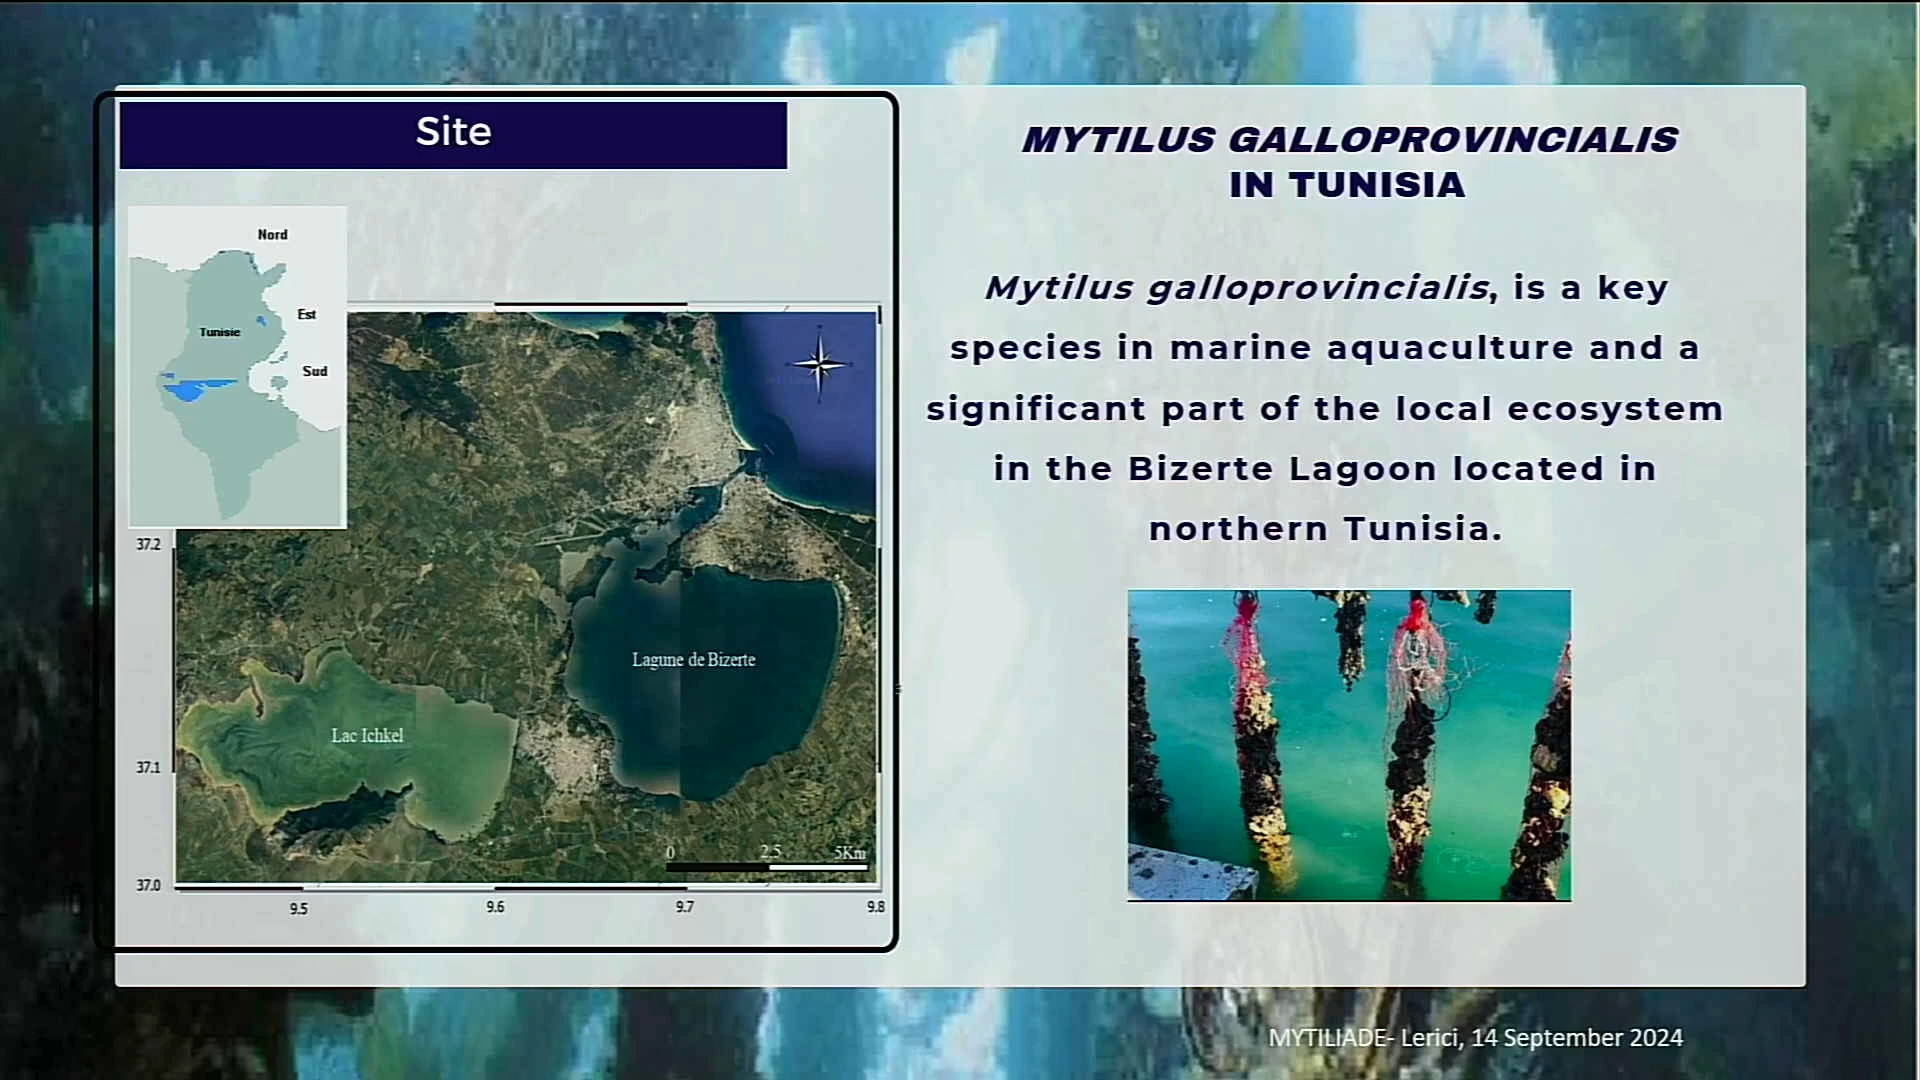 Site
Nord
Est
Tunisie
Sud
37.2
37.1
37.0
9.5
9.6
9.7
9.8
Lagune de Bizerte
Lac Ichkel
0 2.5 5Km
MYTILUS GALLOPROVINCIALIS
IN TUNISIA
Mytilus galloprovincialis, is a key
species in marine aquaculture and a
significant part of the local ecosystem
in the Bizerte Lagoon located in
northern Tunisia.
MYTILIADE- Lerici, 14 September 2024